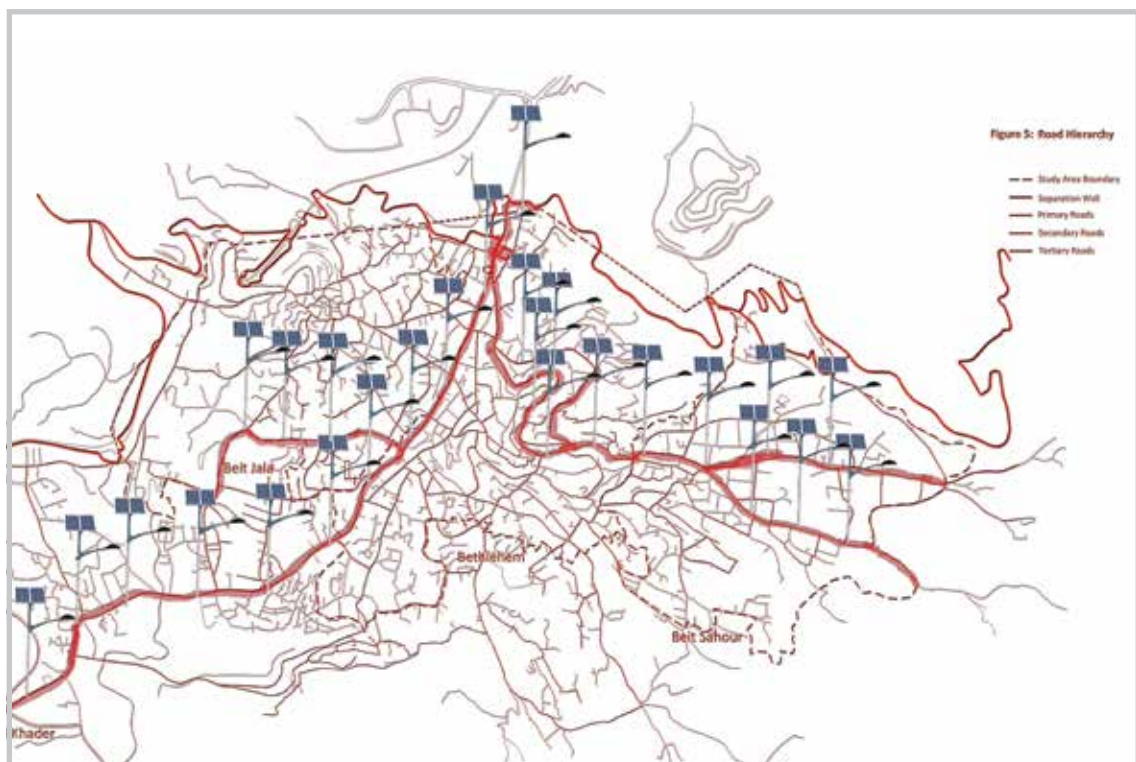 Figure 5: Road Hierarchy
Study Area Boundary
Separation Wall
Primary Roads
Secondary Roads
Tertiary Roads
Beit Jala
Bethlehem
Beit Sahour
Khader